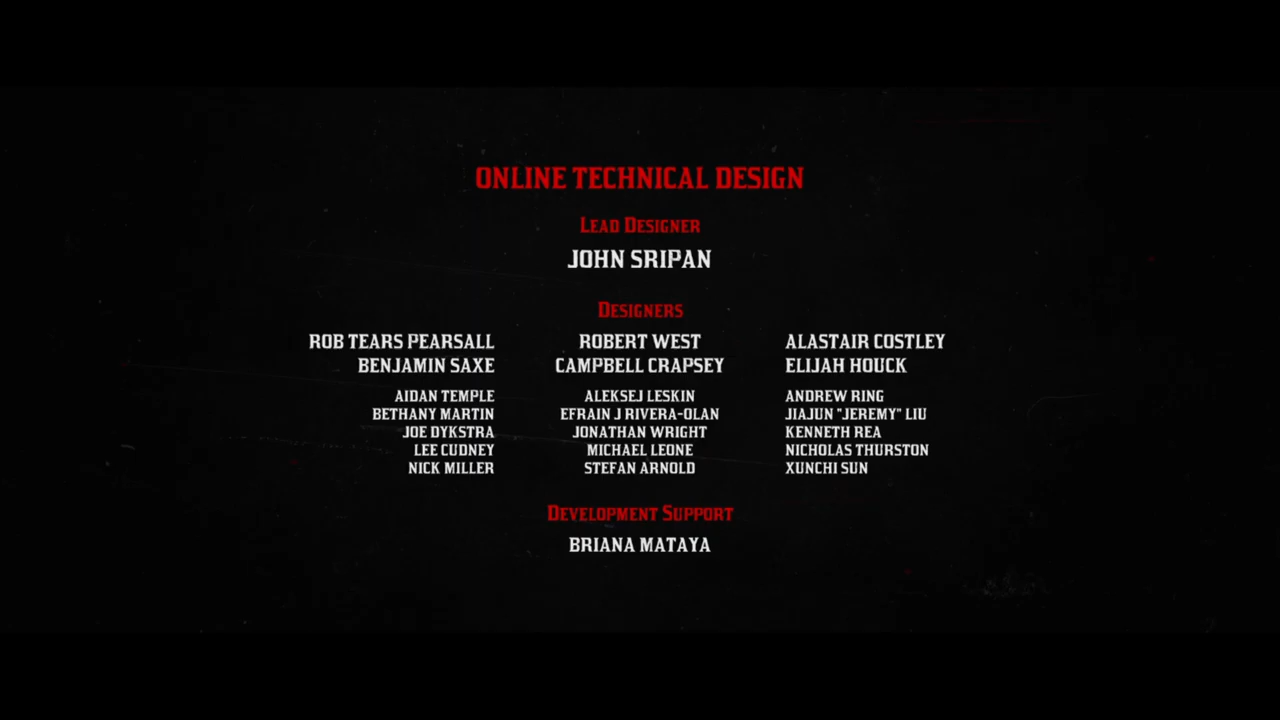 ONLINE TECHNICAL DESIGN
LEAD DESIGNER
JOHN SRIPAN
DESIGNERS
ROB TEARS PEARSALL ROBERT WEST ALASTAIR COSTLEY
BENJAMIN SAXE CAMPBELL CRAPSEY ELIJAH HOUCK
AIDAN TEMPLE ALEKSEJ LESKIN ANDREW RING
BETHANY MARTIN EFRAIN J RIVERA-OLAN JIAJUN "JEREMY" LIU
JOE DYKSTRA JONATHAN WRIGHT KENNETH REA
LEE CUDNEY MICHAEL LEONE NICHOLAS THURSTON
NICK MILLER STEFAN ARNOLD XUNCHI SUN
DEVELOPMENT SUPPORT
BRIANA MATAYA